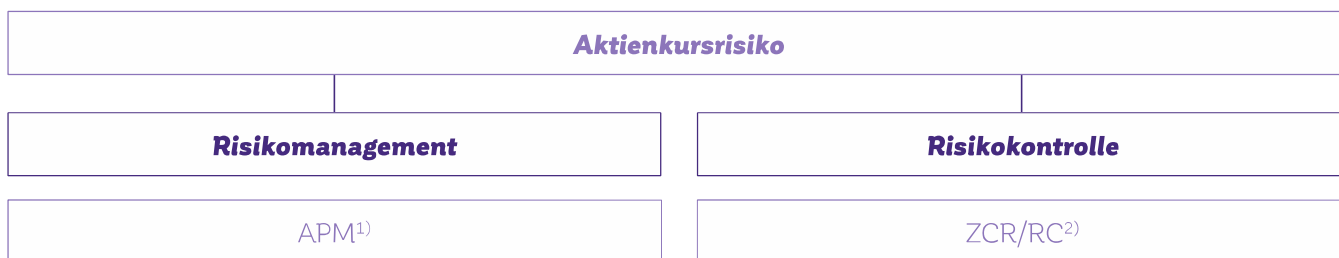 Aktienkursrisiko
Risikomanagement
Risikokontrolle
APM¹⁾
ZCR/RC²⁾